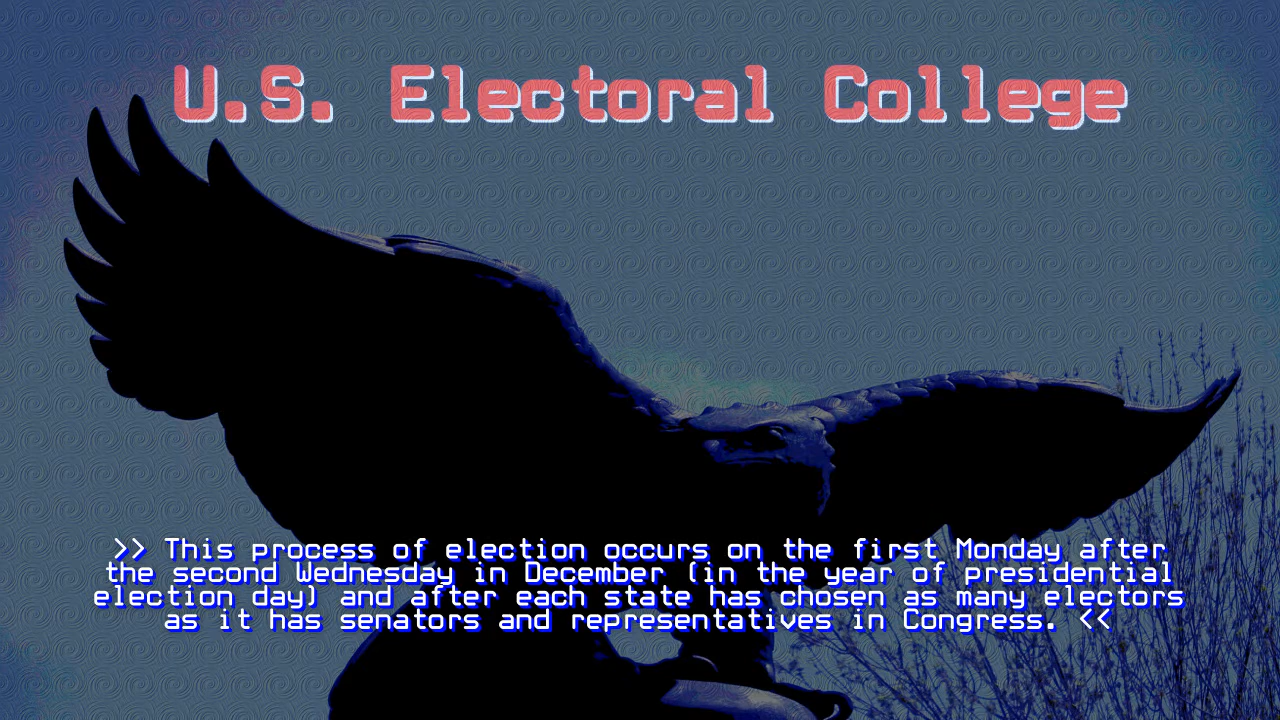 U.S. Electoral College
>> This process of election occurs on the first Monday after
the second Wednesday in December (in the year of presidential
election day) and after each state has chosen as many electors
as it has senators and representatives in Congress. <<